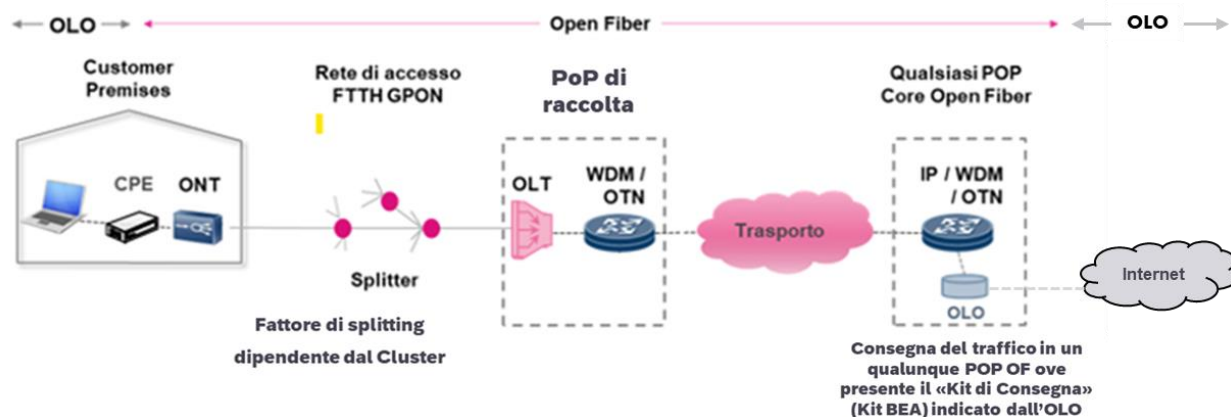 OLO
Open Fiber
OLO
Customer
Premises
Rete di accesso
FTTH GPON
PoP di
raccolta
Qualsiasi POP
Core Open Fiber
CPE
ONT
OLT
WDM /
OTN
IP / WDM
/ OTN
Trasporto
Internet
Splitter
OLO
Fattore di splitting
dipendente dal Cluster
Consegna del traffico in un
qualunque POP OF ove
presente il «Kit di Consegna»
(Kit BEA) indicato dall'OLO